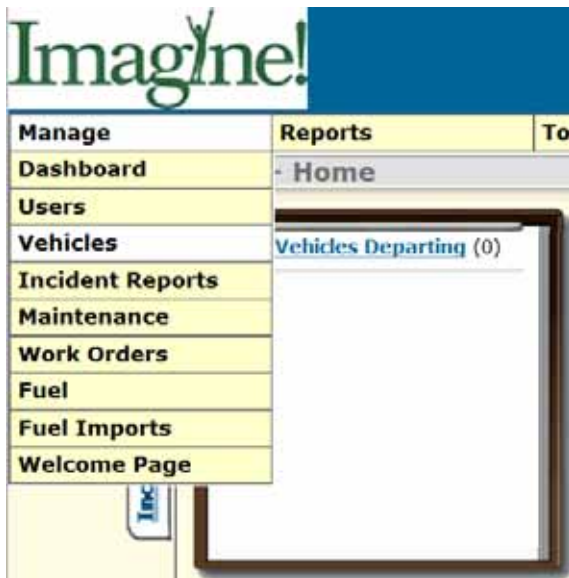 Imagine!
Manage Reports To
Dashboard - Home
Users
Vehicles Vehicles Departing (0)
Incident Reports
Maintenance
Work Orders
Fuel
Fuel Imports
Welcome Page
Inc